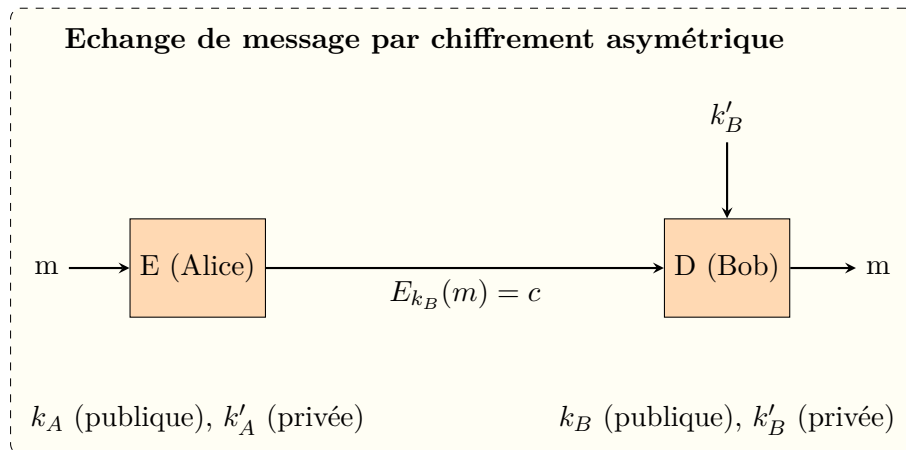 Echange de message par chiffrement asymétrique
k′_B
m
E (Alice)
D (Bob)
m
E_{k_B}(m) = c
k_A (publique), k′_A (privée)
k_B (publique), k′_B (privée)